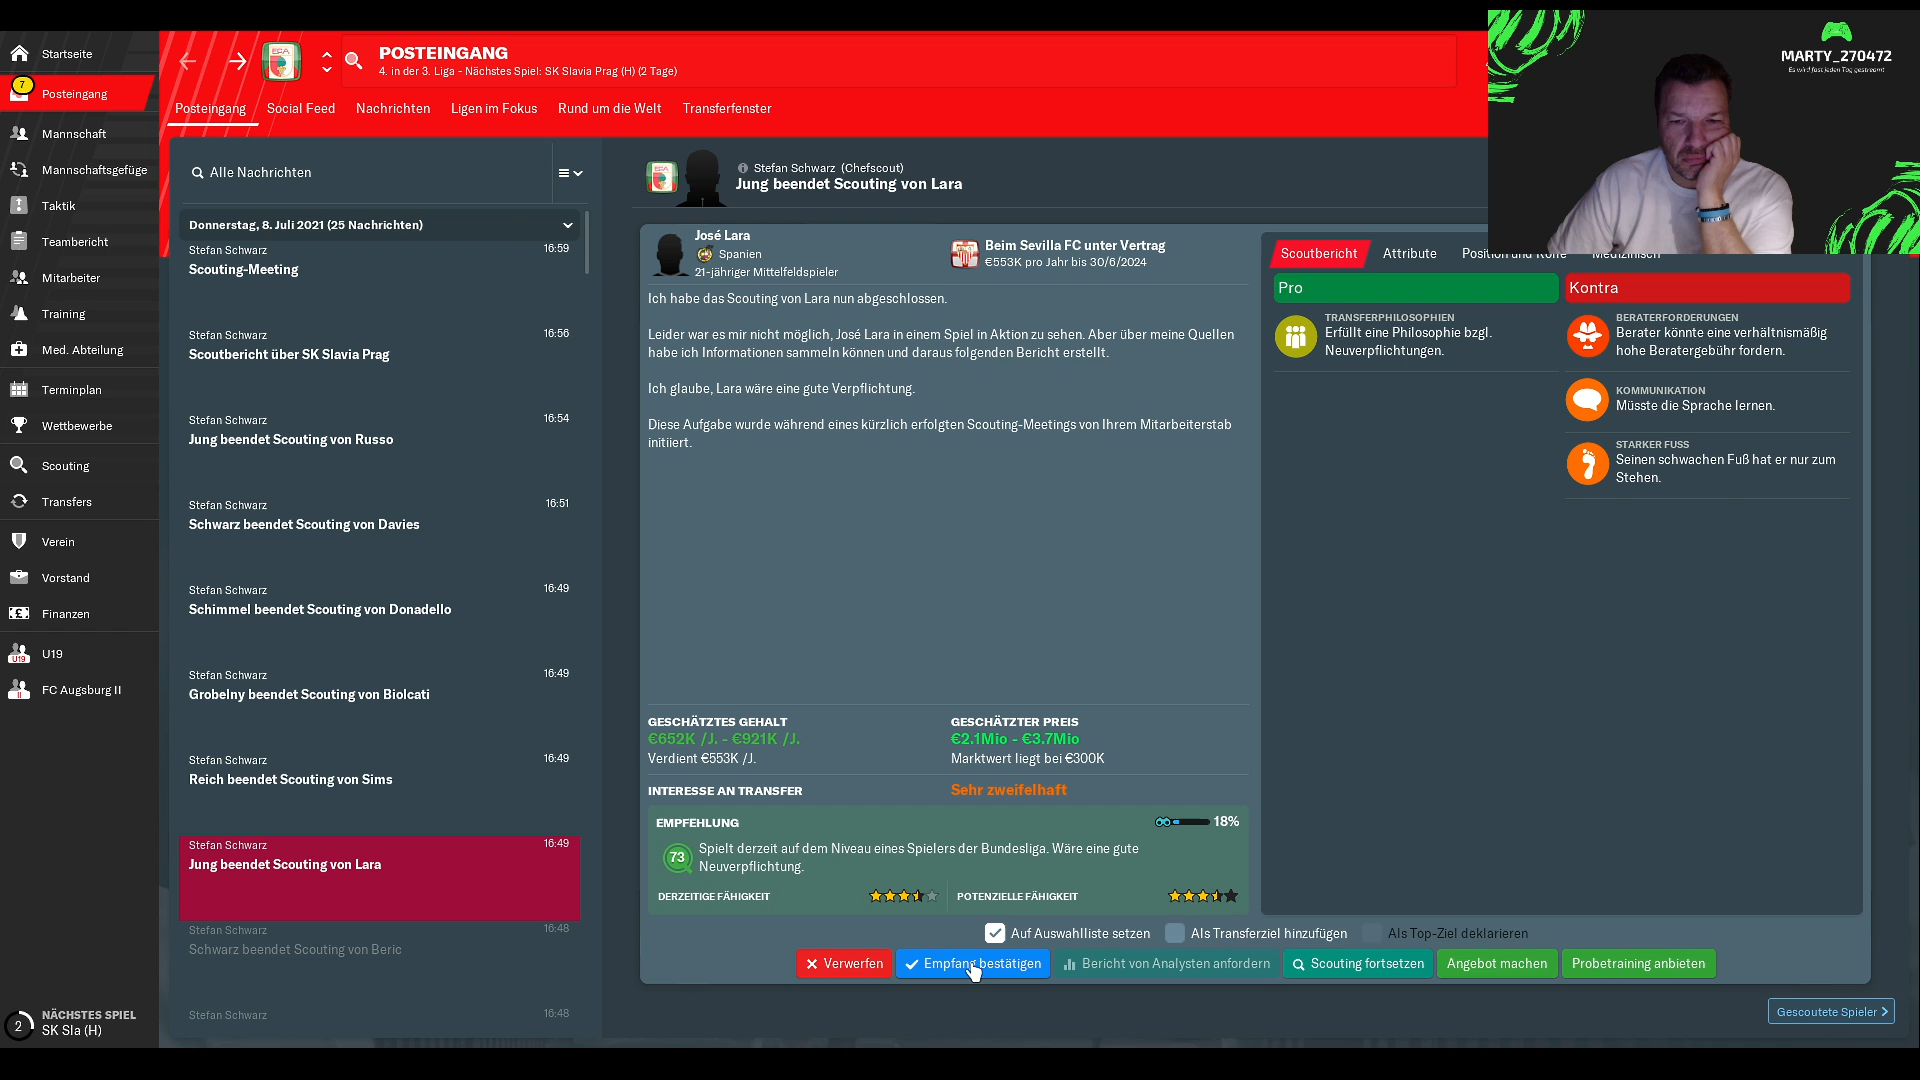 Startseite
7
Posteingang
Mannschaft
Mannschaftsgefüge
Taktik
Teambericht
Mitarbeiter
Training
Med. Abteilung
Terminplan
Wettbewerbe
Scouting
Transfers
Verein
Vorstand
Finanzen
U19
U19
FC Augsburg II
II
2
NÄCHSTES SPIEL
SK Sla (H)
POSTEINGANG
4. in der 3. Liga - Nächstes Spiel: SK Slavia Prag (H) (2 Tage)
Posteingang
Social Feed
Nachrichten
Ligen im Fokus
Rund um die Welt
Transferfenster
Alle Nachrichten
Donnerstag, 8. Juli 2021 (25 Nachrichten)
Stefan Schwarz 16:59
Scouting-Meeting
Stefan Schwarz 16:56
Scoutbericht über SK Slavia Prag
Stefan Schwarz 16:54
Jung beendet Scouting von Russo
Stefan Schwarz 16:51
Schwarz beendet Scouting von Davies
Stefan Schwarz 16:49
Schimmel beendet Scouting von Donadello
Stefan Schwarz 16:49
Grobelny beendet Scouting von Biolcati
Stefan Schwarz 16:49
Reich beendet Scouting von Sims
Stefan Schwarz 16:49
Jung beendet Scouting von Lara
Stefan Schwarz 16:48
Schwarz beendet Scouting von Beric
Stefan Schwarz 16:48
Stefan Schwarz (Chefscout)
Jung beendet Scouting von Lara
José Lara
Spanien
21-jähriger Mittelfeldspieler
Beim Sevilla FC unter Vertrag
€553K pro Jahr bis 30/6/2024
Ich habe das Scouting von Lara nun abgeschlossen.
Leider war es mir nicht möglich, José Lara in einem Spiel in Aktion zu sehen. Aber über meine Quellen
habe ich Informationen sammeln können und daraus folgenden Bericht erstellt.
Ich glaube, Lara wäre eine gute Verpflichtung.
Diese Aufgabe wurde während eines kürzlich erfolgten Scouting-Meetings von Ihrem Mitarbeiterstab
initiiert.
GESCHÄTZTES GEHALT
€652K /J. - €921K /J.
Verdient €553K /J.
GESCHÄTZTER PREIS
€2.1Mio - €3.7Mio
Marktwert liegt bei €300K
INTERESSE AN TRANSFER
Sehr zweifelhaft
EMPFEHLUNG
18%
73
Spielt derzeit auf dem Niveau eines Spielers der Bundesliga. Wäre eine gute
Neuverpflichtung.
DERZEITIGE FÄHIGKEIT
POTENZIELLE FÄHIGKEIT
Scoutbericht
Attribute
Position und Rolle
Medizinisch
Pro
TRANSFERPHILOSOPHIEN
Erfüllt eine Philosophie bzgl.
Neuverpflichtungen.
Kontra
BERATERFORDERUNGEN
Berater könnte eine verhältnismäßig
hohe Beratergebühr fordern.
KOMMUNIKATION
Müsste die Sprache lernen.
STARKER FUSS
Seinen schwachen Fuß hat er nur zum
Stehen.
Auf Auswahlliste setzen
Als Transferziel hinzufügen
Als Top-Ziel deklarieren
Verwerfen
Empfang bestätigen
Bericht von Analysten anfordern
Scouting fortsetzen
Angebot machen
Probetraining anbieten
Gescoutete Spieler
MARTY_270472
Es wird fast jeden Tag gestreamt